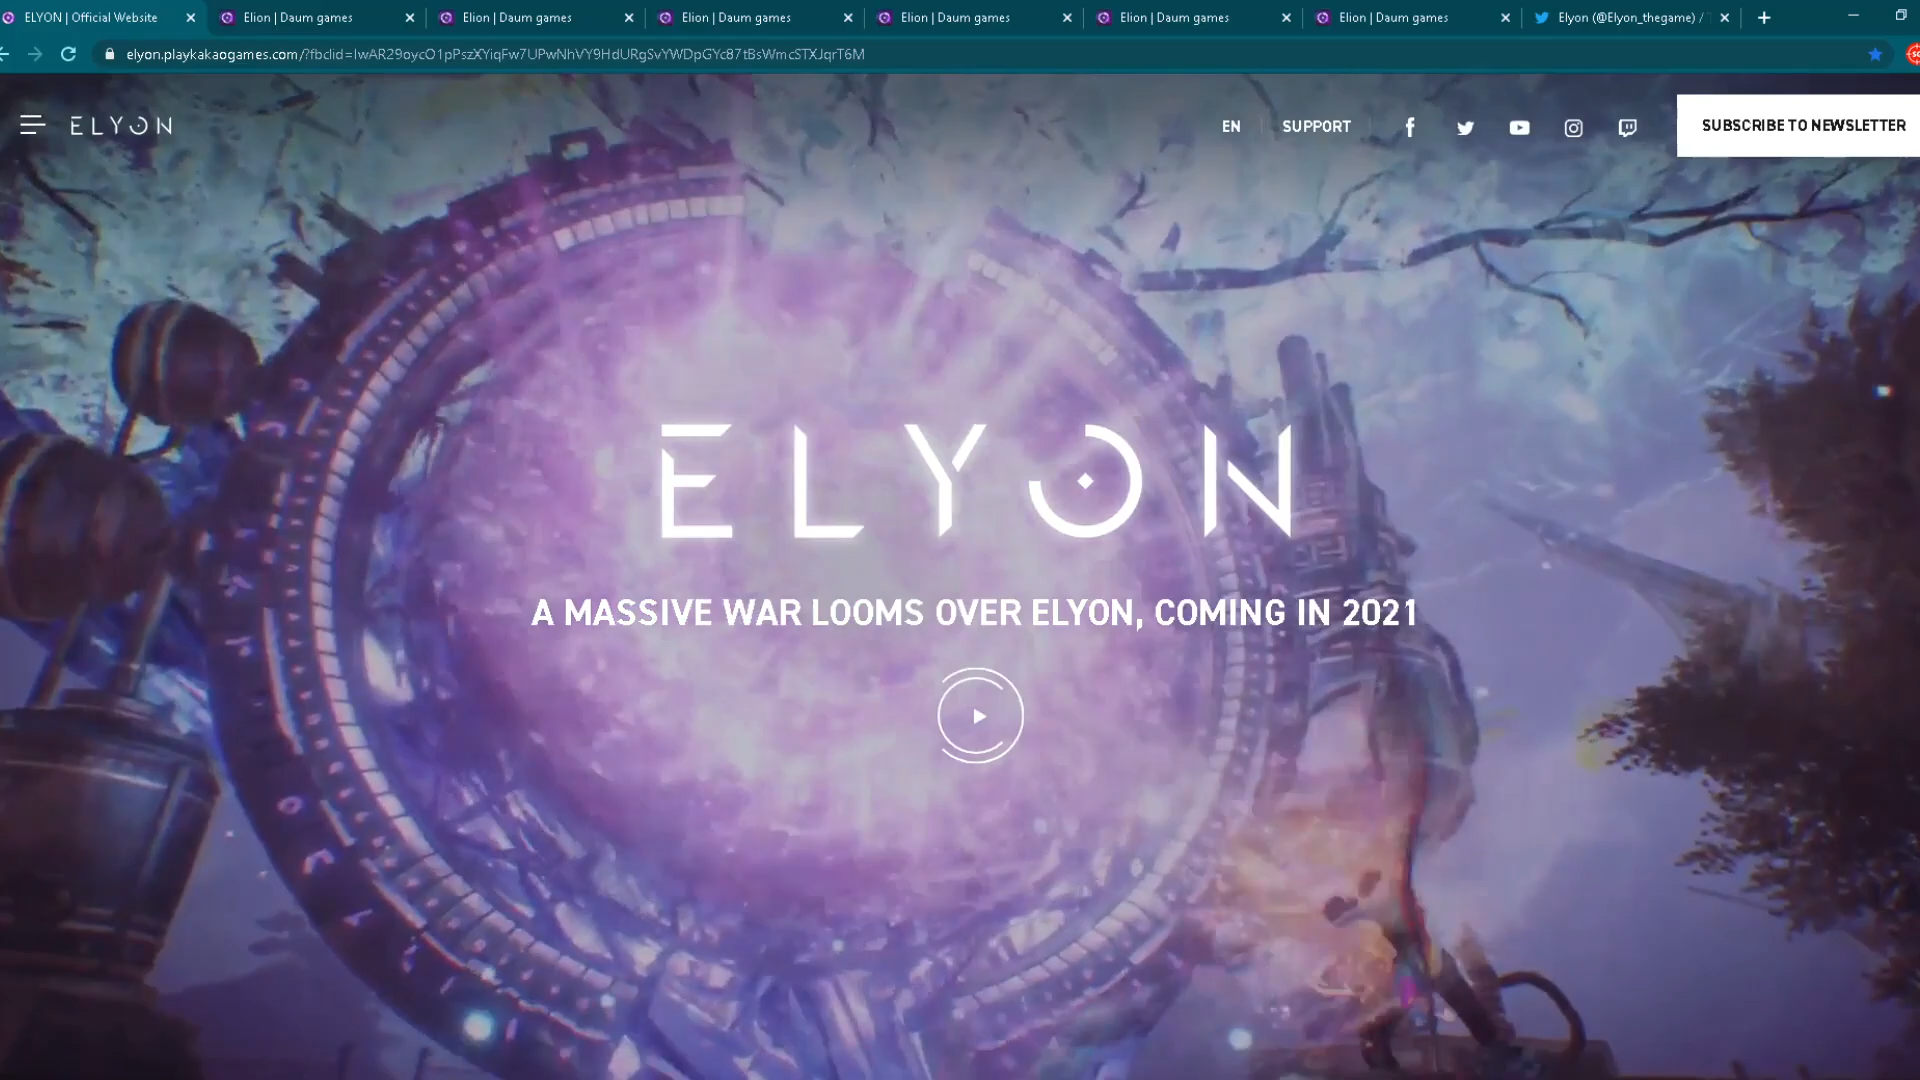 ELYON | Official Website
Elion | Daum games
Elion | Daum games
Elion | Daum games
Elion | Daum games
Elion | Daum games
Elion | Daum games
Elyon (@Elyon_thegame) /
elyon.playkakaogames.com/?fbclid=IwAR29oycO1pPszXYiqFw7UPwNhVY9HdURgSvYWDpGYc87tBsWmcSTXJqrT6M
ELYON
EN
SUPPORT
SUBSCRIBE TO NEWSLETTER
ELYON
A MASSIVE WAR LOOMS OVER ELYON, COMING IN 2021